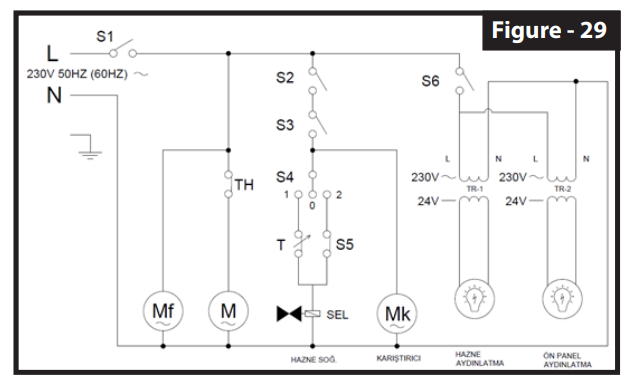 Figure - 29
S1
L
230V 50HZ (60HZ) ~
N
S2
S6
S3
L N L N
S4
230V ~ 230V ~
TH
1 2
0
TR-1 TR-2
24V 24V
T S5
Mf M SEL Mk
~ ~ ~
HAZNE SOĞ.
KARIŞTIRICI
HAZNE
AYDINLATMA
ÖN PANEL
AYDINLATMA